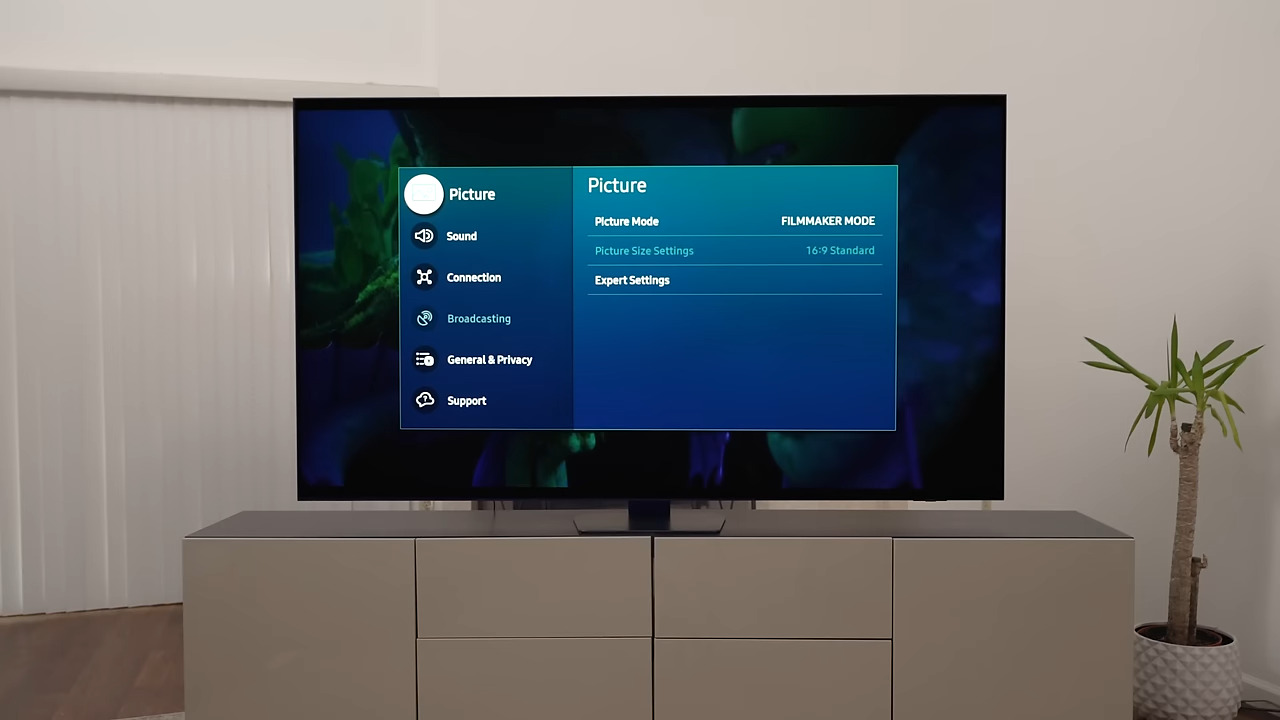 Picture
Sound
Connection
Broadcasting
General & Privacy
Support
Picture
Picture Mode FILMMAKER MODE
Picture Size Settings 16:9 Standard
Expert Settings